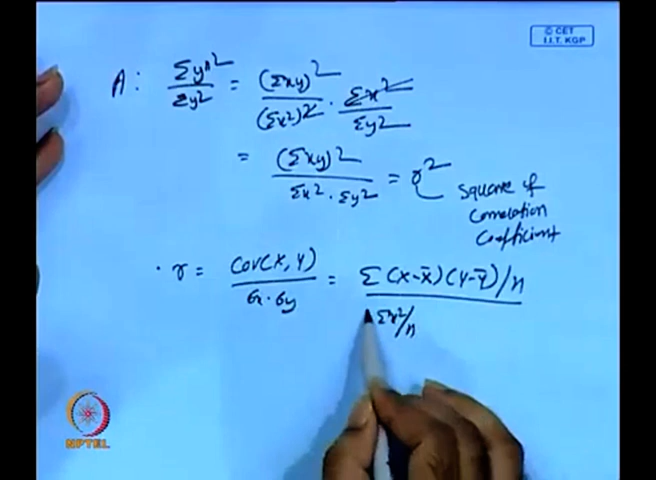 © CET
I.I.T. KGP
A : Σŷ²/Σy² = (Σxy)²/(Σx²)² · Σx²/Σy²
= (Σxy)²/Σx² · Σy² = r²
Square of
Correlation
Coefficient
· r = Cov(X, Y)/σx · σy = Σ(X-X̄)(Y-Ȳ)/n / Σx²/n
NPTEL